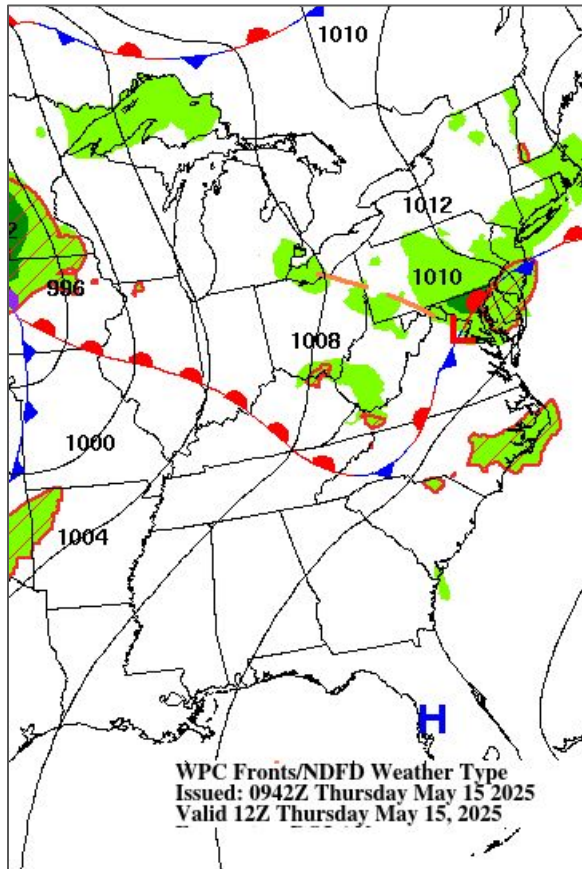 1010
1012
1010
996
1008
L
1000
1004
H
WPC Fronts/NDFD Weather Type
Issued: 0942Z Thursday May 15 2025
Valid 12Z Thursday May 15, 2025